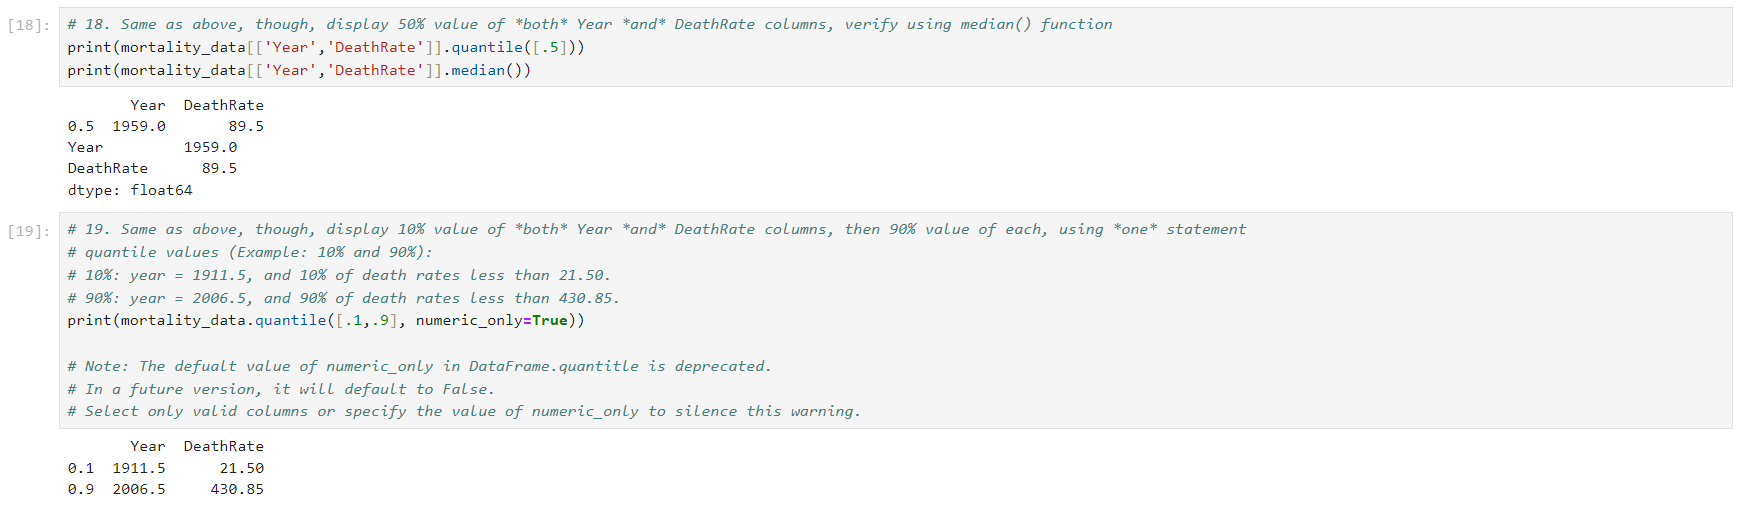 [18]: # 18. Same as above, though, display 50% value of *both* Year *and* DeathRate columns, verify using median() function
print(mortality_data[['Year','DeathRate']].quantile([.5]))
print(mortality_data[['Year','DeathRate']].median())
Year  DeathRate
0.5  1959.0       89.5
Year         1959.0
DeathRate      89.5
dtype: float64
[19]: # 19. Same as above, though, display 10% value of *both* Year *and* DeathRate columns, then 90% value of each, using *one* statement
# quantile values (Example: 10% and 90%):
# 10%: year = 1911.5, and 10% of death rates less than 21.50.
# 90%: year = 2006.5, and 90% of death rates less than 430.85.
print(mortality_data.quantile([.1,.9], numeric_only=True))
# Note: The defualt value of numeric_only in DataFrame.quantitle is deprecated.
# In a future version, it will default to False.
# Select only valid columns or specify the value of numeric_only to silence this warning.
Year  DeathRate
0.1  1911.5      21.50
0.9  2006.5     430.85